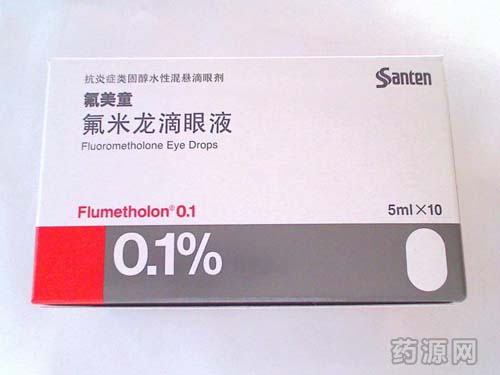 抗炎症类固醇水性混悬滴眼剂
Santen
氟美童
氟米龙滴眼液
Fluorometholone Eye Drops
Flumetholon® 0.1
5ml×10
0.1%
药源网